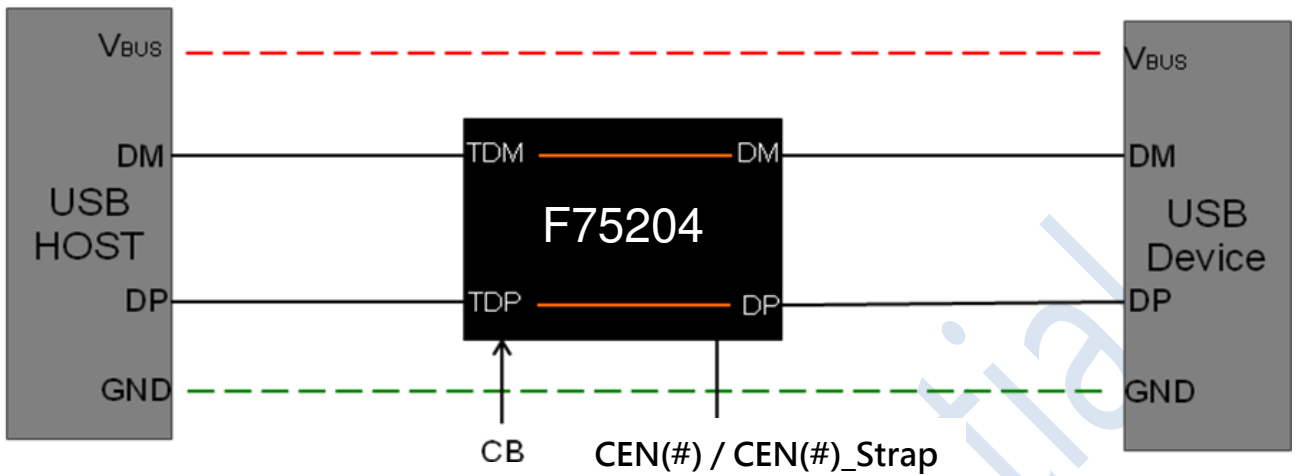 VBUS
VBUS
DM
TDM
DM
DM
USB
HOST
F75204
USB
Device
DP
TDP
DP
DP
GND
GND
CB
CEN(#) / CEN(#)_Strap